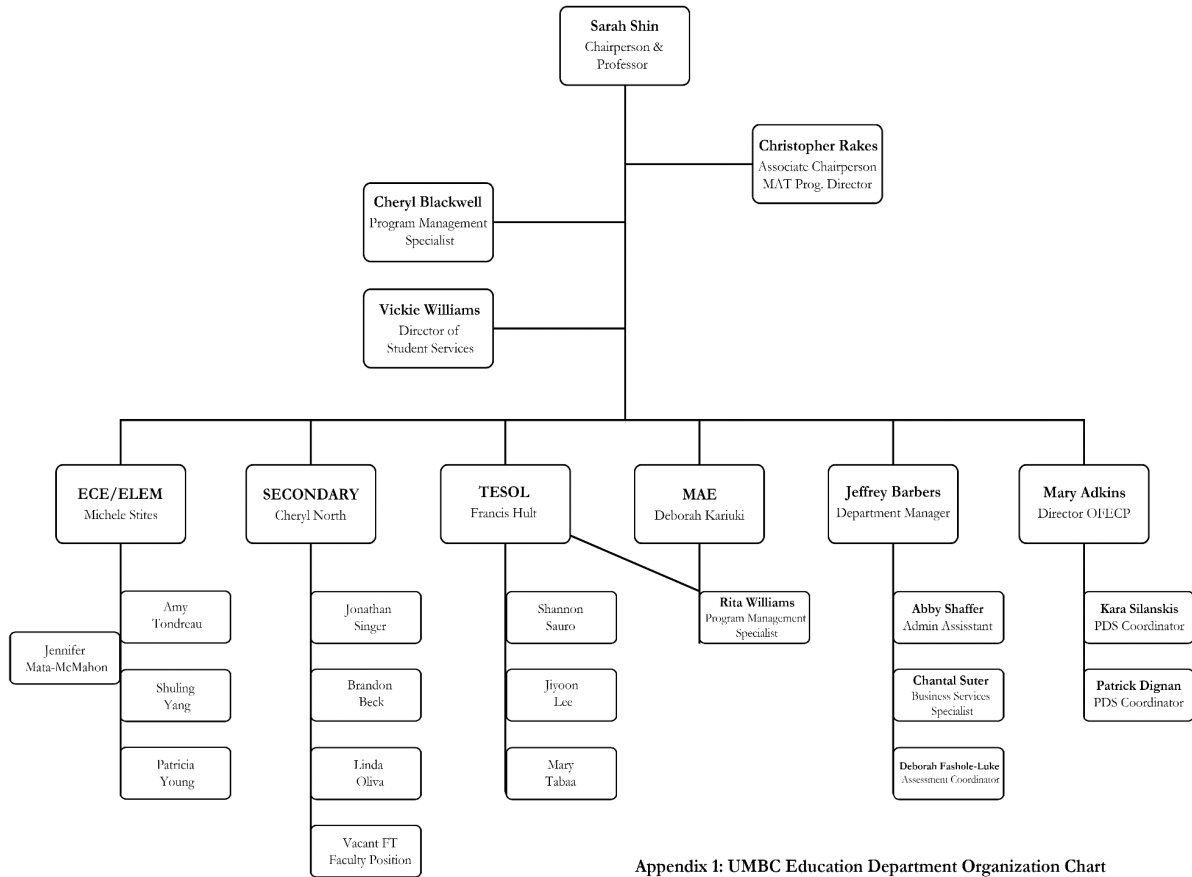 Sarah Shin
Chairperson &
Professor
Christopher Rakes
Associate Chairperson
MAT Prog. Director
Cheryl Blackwell
Program Management
Specialist
Vickie Williams
Director of
Student Services
ECE/ELEM
Michele Stites
SECONDARY
Cheryl North
TESOL
Francis Hult
MAE
Deborah Kariuki
Jeffrey Barbers
Department Manager
Mary Adkins
Director OFECP
Amy
Tondreau
Jennifer
Mata-McMahon
Shuling
Yang
Patricia
Young
Jonathan
Singer
Brandon
Beck
Linda
Oliva
Vacant FT
Faculty Position
Shannon
Sauro
Jiyoon
Lee
Mary
Tabaa
Rita Williams
Program Management
Specialist
Abby Shaffer
Admin Assisstant
Chantal Suter
Business Services
Specialist
Deborah Fashole-Luke
Assessment Coordinator
Kara Silanskis
PDS Coordinator
Patrick Dignan
PDS Coordinator
Appendix 1: UMBC Education Department Organization Chart